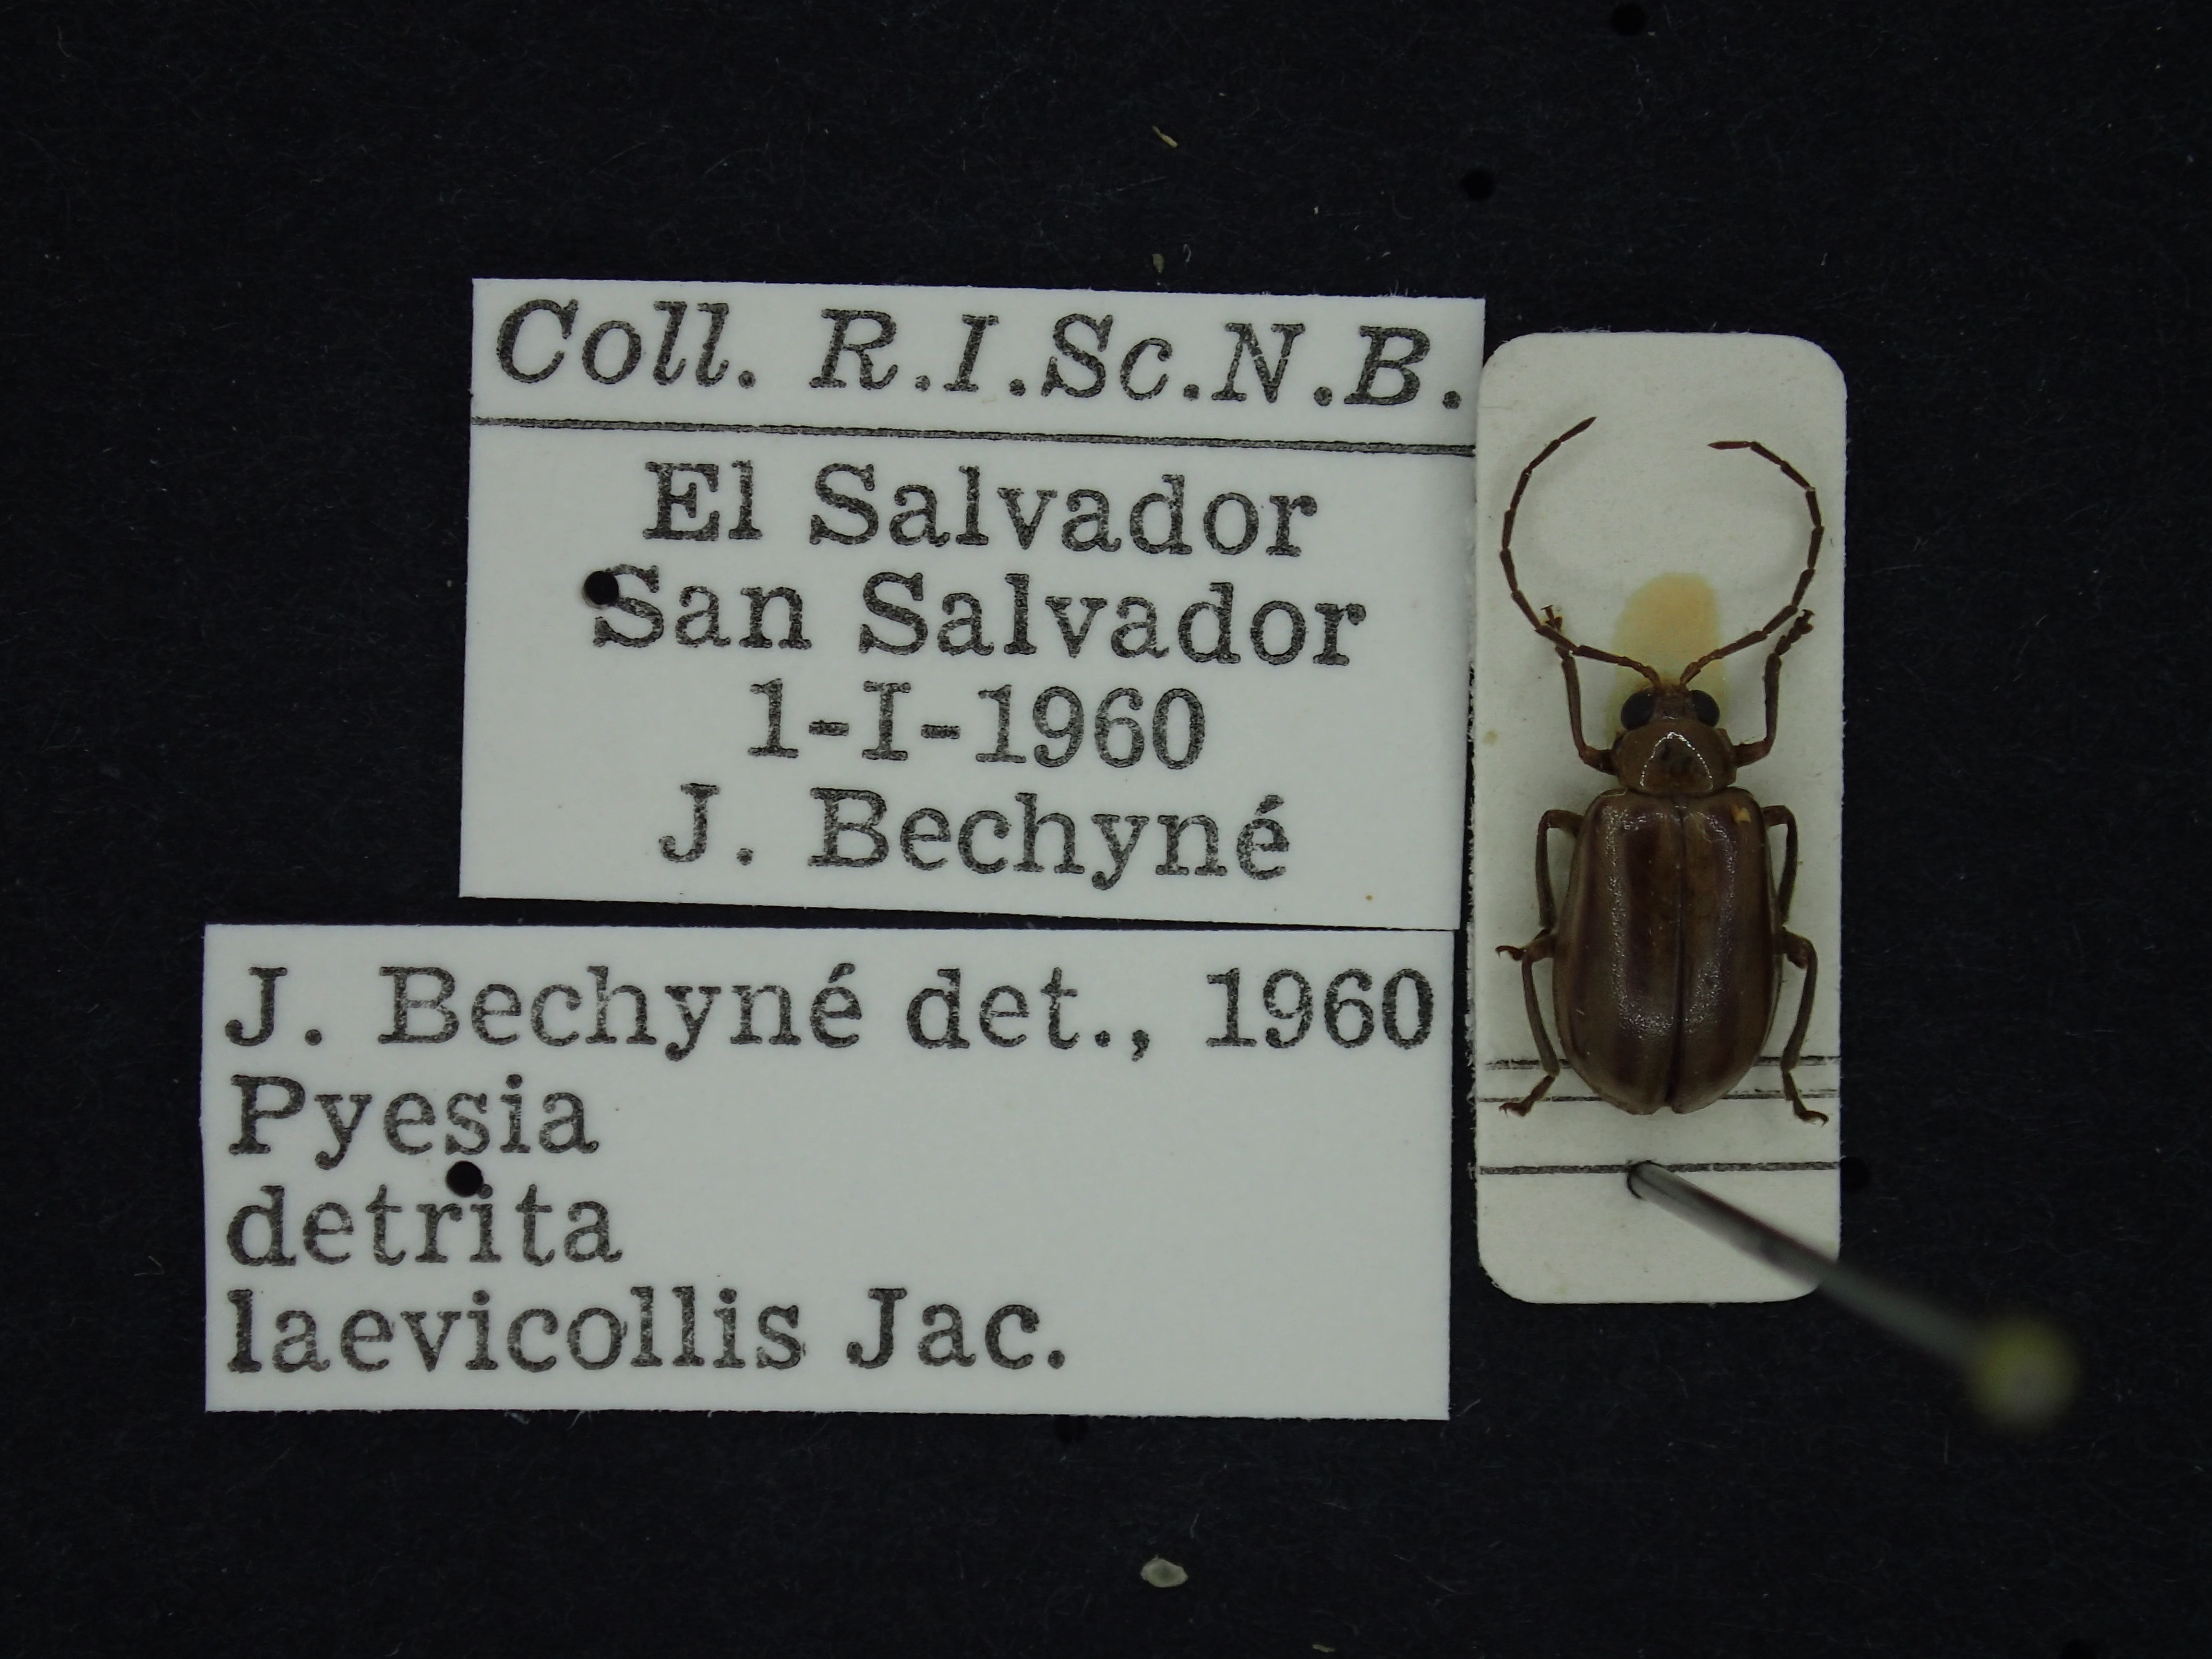 Coll. R.I.Sc.N.B.
El Salvador
San Salvador
1-I-1960
J. Bechyné
J. Bechyné det., 1960
Pyesia
detrita
laevicollis Jac.